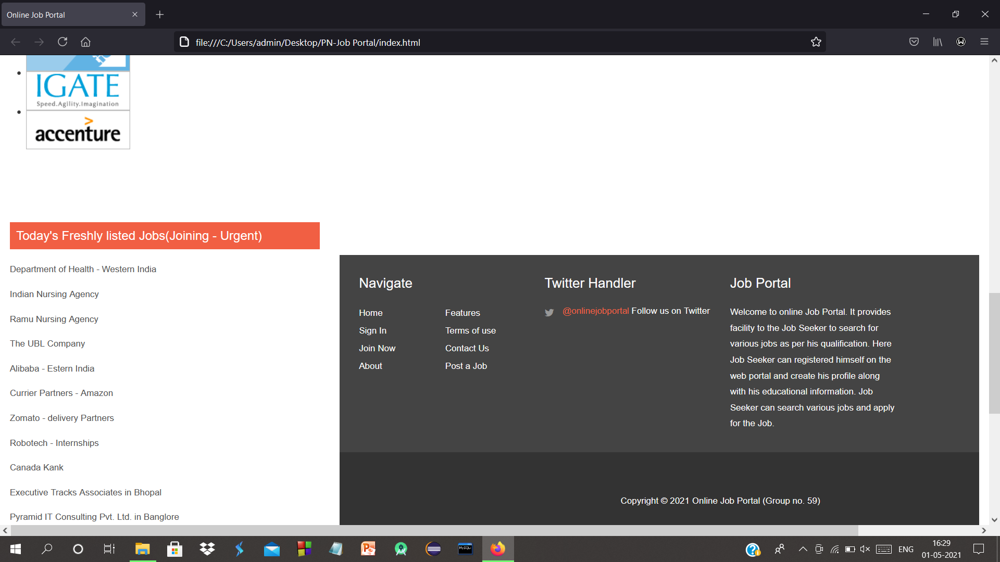 Online Job Portal
file:///C:/Users/admin/Desktop/PN-Job Portal/index.html
IGATE
Speed.Agility.Imagination
accenture
Today's Freshly listed Jobs(Joining - Urgent)
Department of Health - Western India
Indian Nursing Agency
Ramu Nursing Agency
The UBL Company
Alibaba - Estern India
Currier Partners - Amazon
Zomato - delivery Partners
Robotech - Internships
Canada Kank
Executive Tracks Associates in Bhopal
Pyramid IT Consulting Pvt. Ltd. in Banglore
Navigate
Home
Sign In
Join Now
About
Features
Terms of use
Contact Us
Post a Job
Twitter Handler
@onlinejobportal Follow us on Twitter
Job Portal
Welcome to online Job Portal. It provides
facility to the Job Seeker to search for
various jobs as per his qualification. Here
Job Seeker can registered himself on the
web portal and create his profile along
with his educational information. Job
Seeker can search various jobs and apply
for the Job.
Copyright © 2021 Online Job Portal (Group no. 59)
MySQL
ENG
16:29
01-05-2021